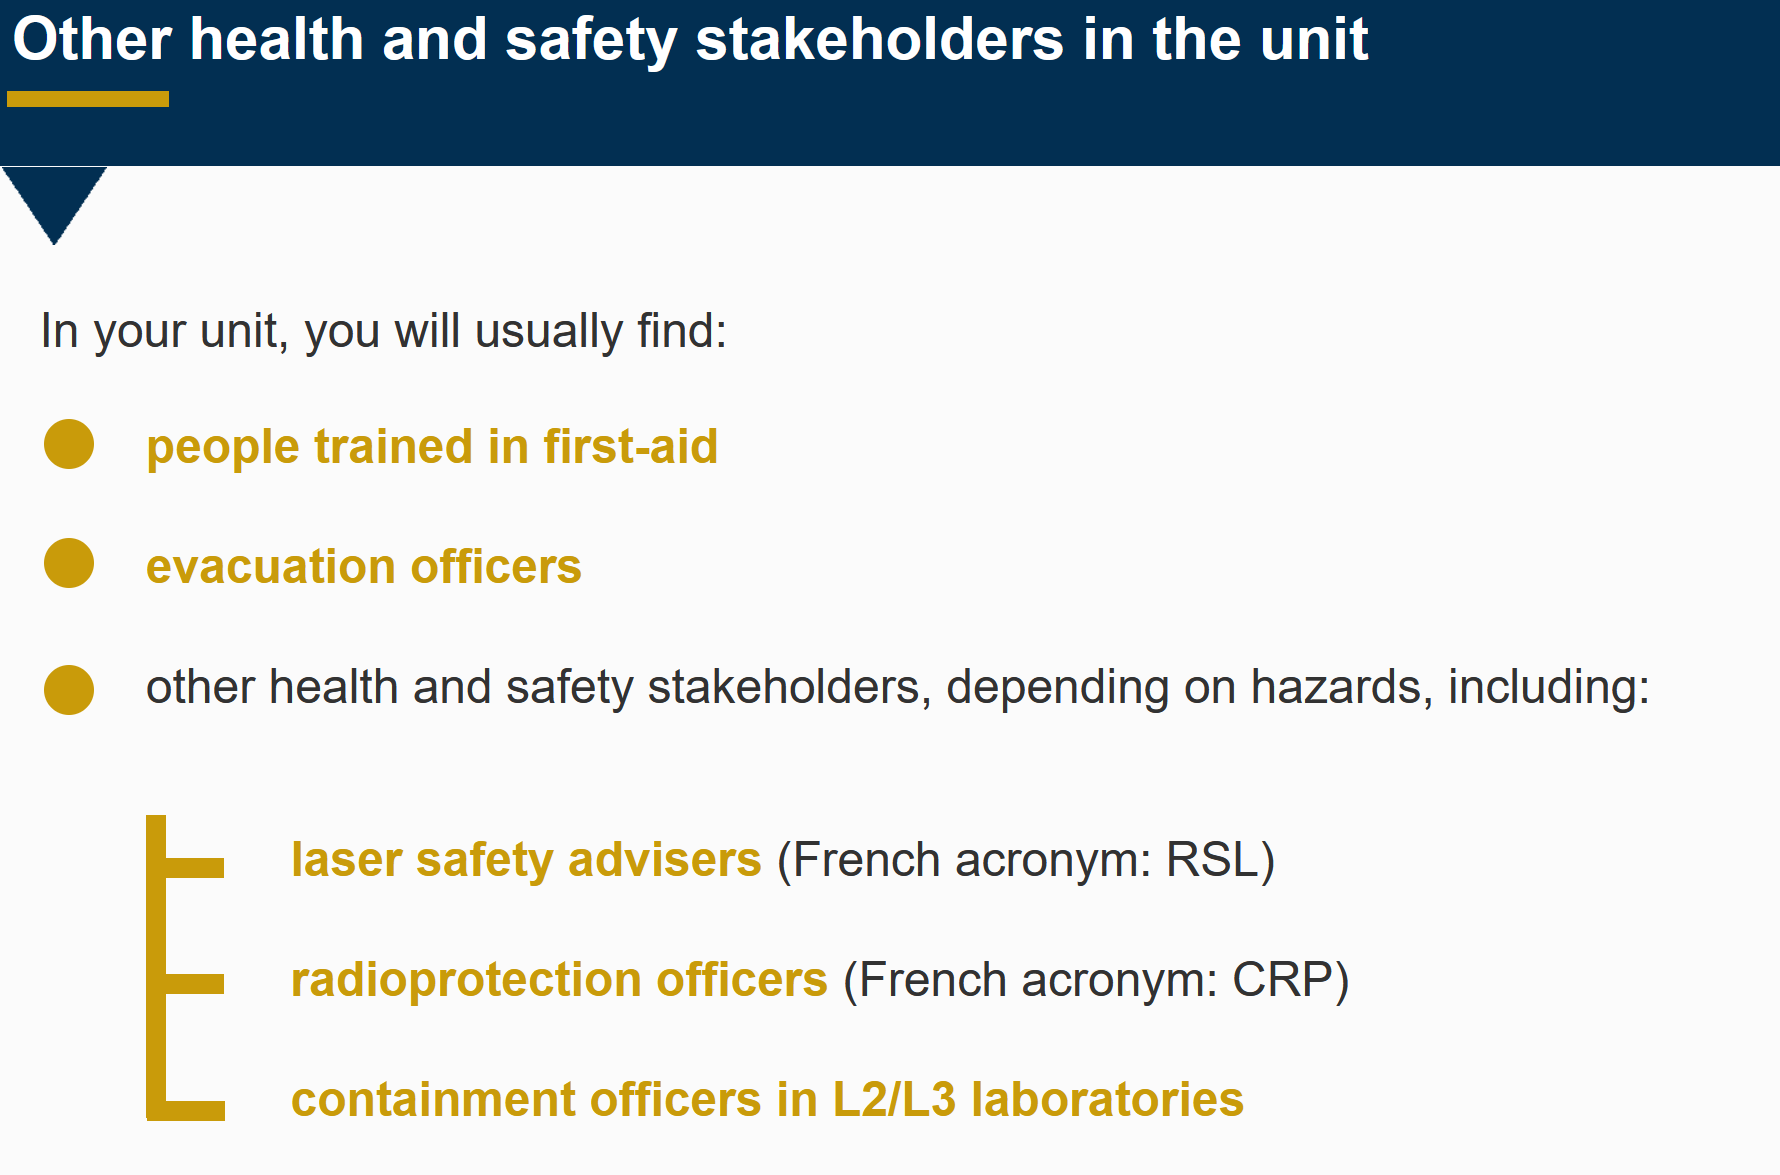 Other health and safety stakeholders in the unit
In your unit, you will usually find:
people trained in first-aid
evacuation officers
other health and safety stakeholders, depending on hazards, including:
laser safety advisers (French acronym: RSL)
radioprotection officers (French acronym: CRP)
containment officers in L2/L3 laboratories